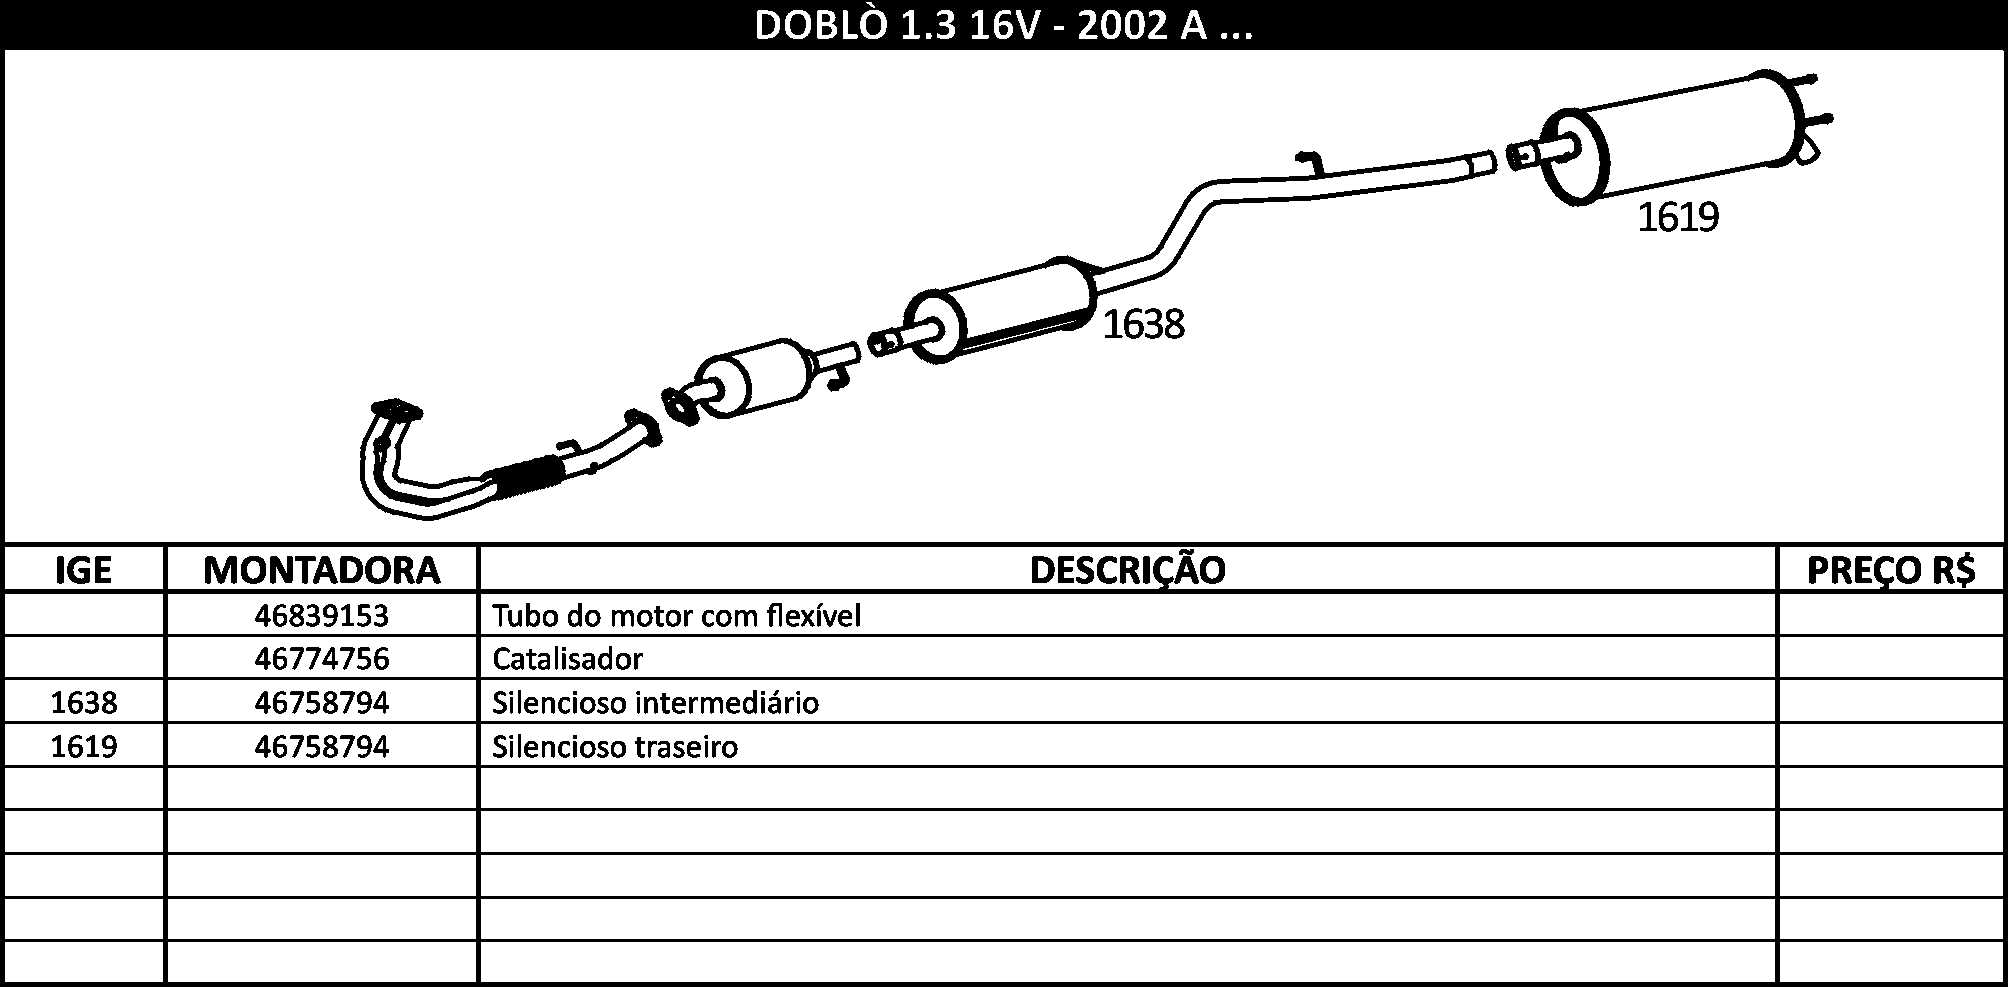 DOBLÒ 1.3 16V - 2002 A ...
1619
1638
IGE MONTADORA DESCRIÇÃO PREÇO R$
46839153 Tubo do motor com flexível
46774756 Catalisador
1638 46758794 Silencioso intermediário
1619 46758794 Silencioso traseiro